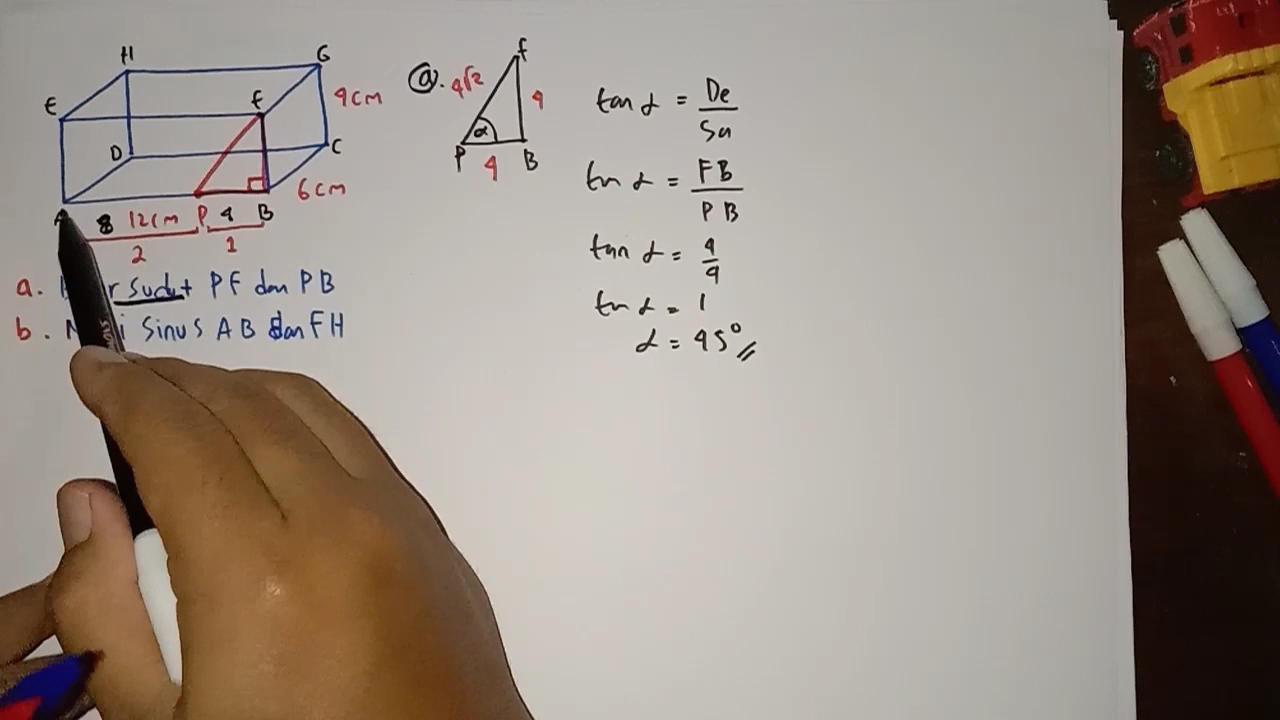 H
G
E
F
4cm
D
C
6cm
A
8 12cm P 4 B
2
1
a. sudut PF dan PB
b. Sinus AB dan FH
a.
F
4√2
4
α
P
4
B
tan α = De
Sa
tan α = FB
PB
tan α = 4
4
tan α = 1
α = 45°